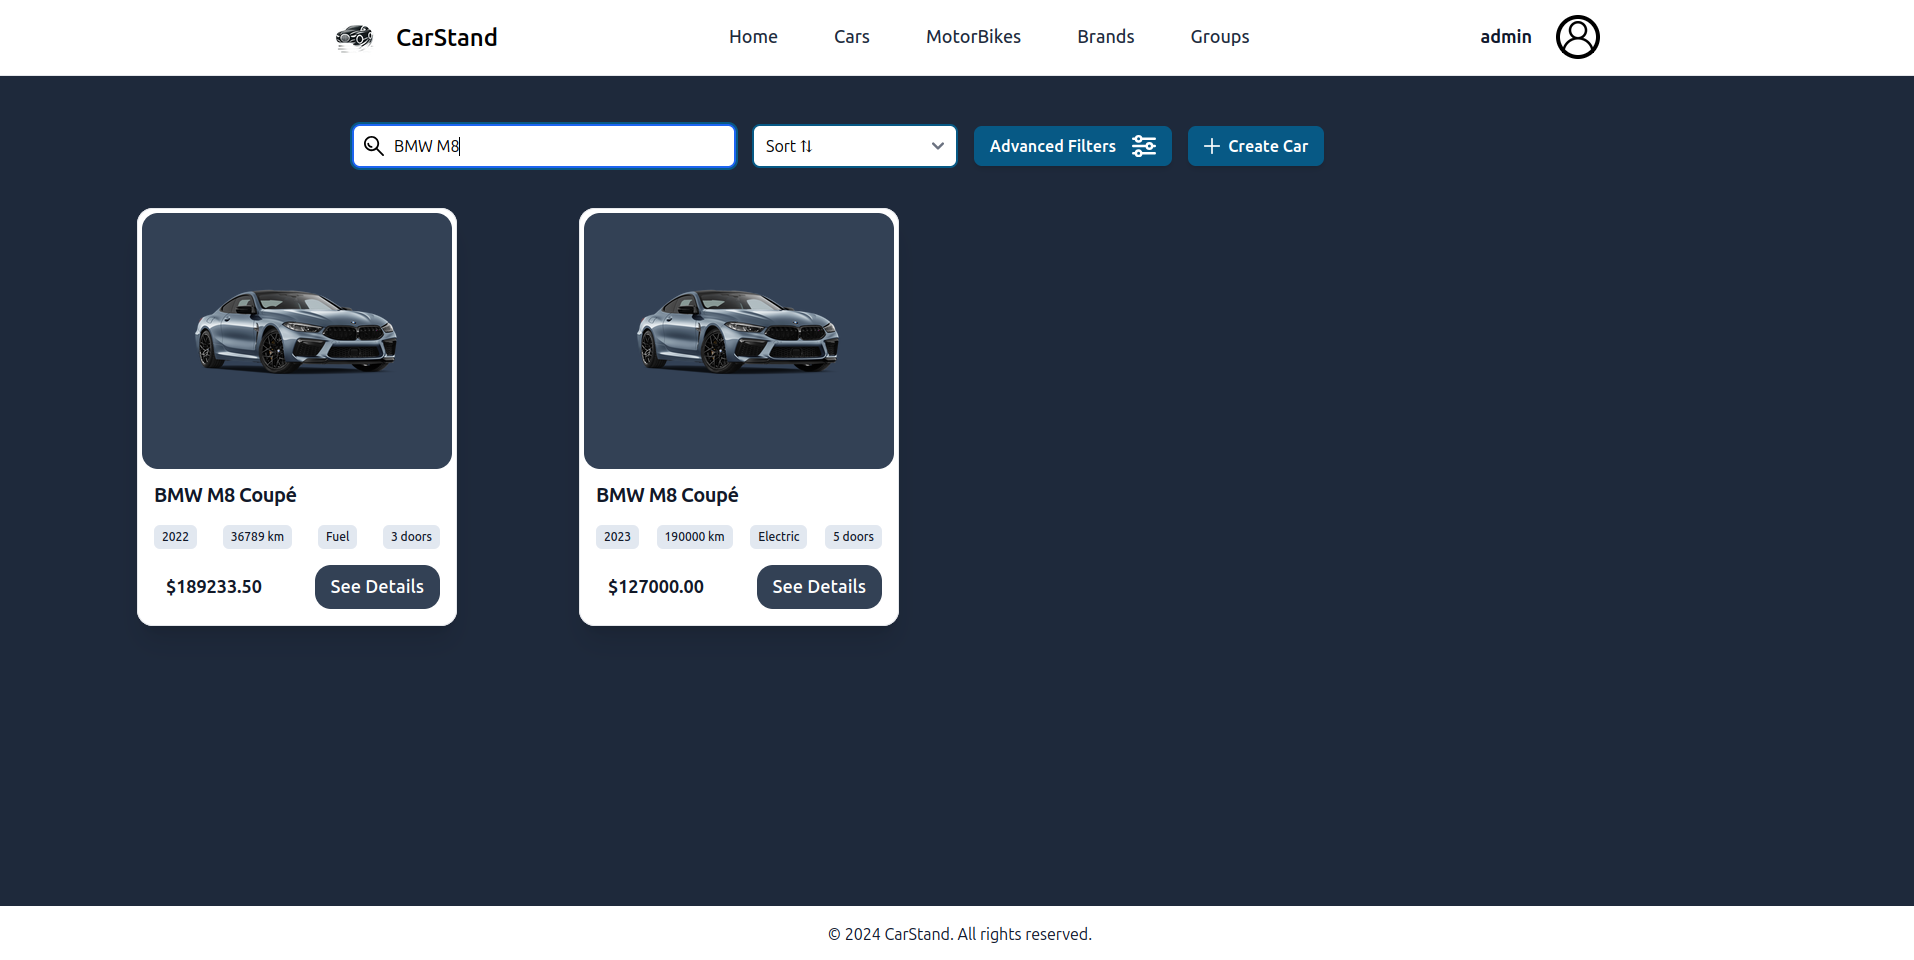 CarStand
Home
Cars
MotorBikes
Brands
Groups
admin
BMW M8
Sort ⇅
Advanced Filters
Create Car
BMW M8 Coupé
2022
36789 km
Fuel
3 doors
$189233.50
See Details
BMW M8 Coupé
2023
190000 km
Electric
5 doors
$127000.00
See Details
© 2024 CarStand. All rights reserved.